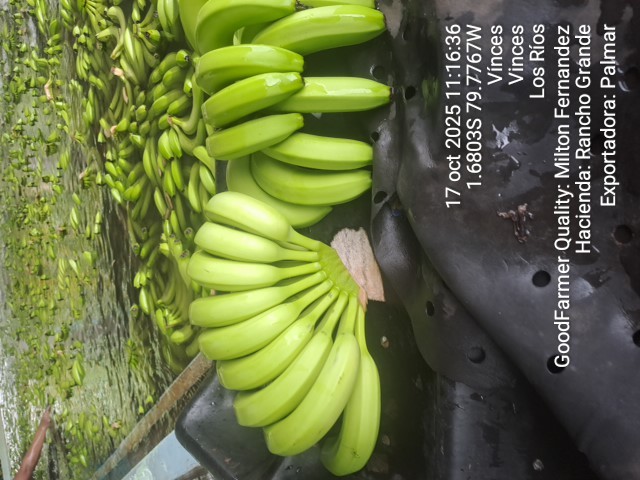 17 oct 2025 11:16:36
1.6803S 79.7767W
Vínces
Vinces
Los Ríos
GoodFarmer Quality: Milton Fernandez
Hacienda: Rancho Grande
Exportadora: Palmar